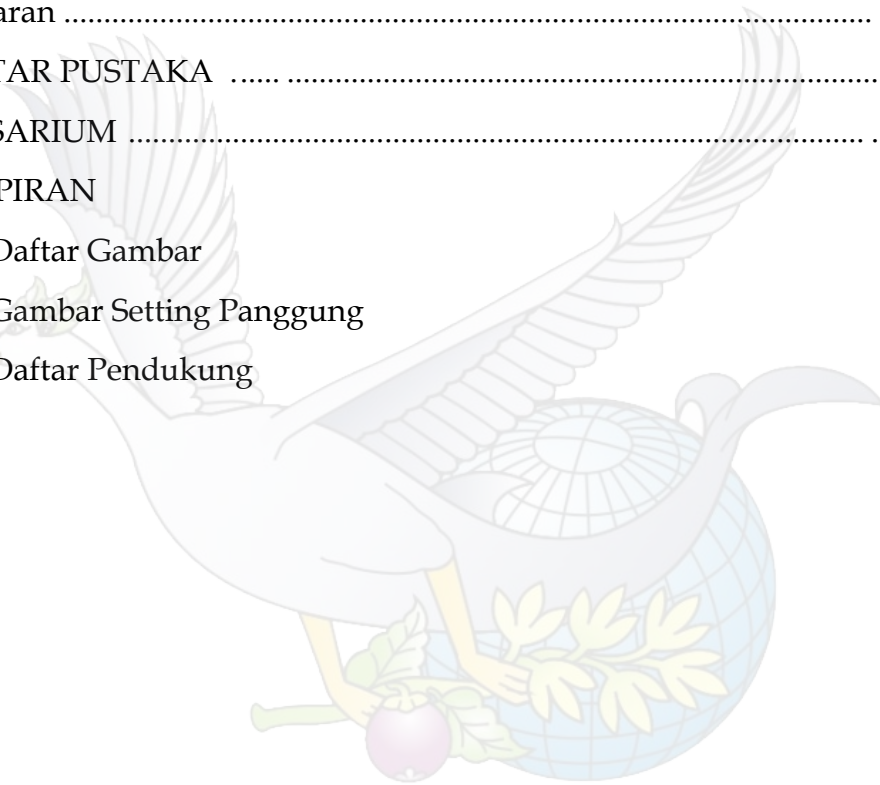 aran ..................................................................................................
TAR PUSTAKA ...... ..........................................................................
SARIUM ........................................................................................... .
PIRAN
Daftar Gambar
Gambar Setting Panggung
Daftar Pendukung